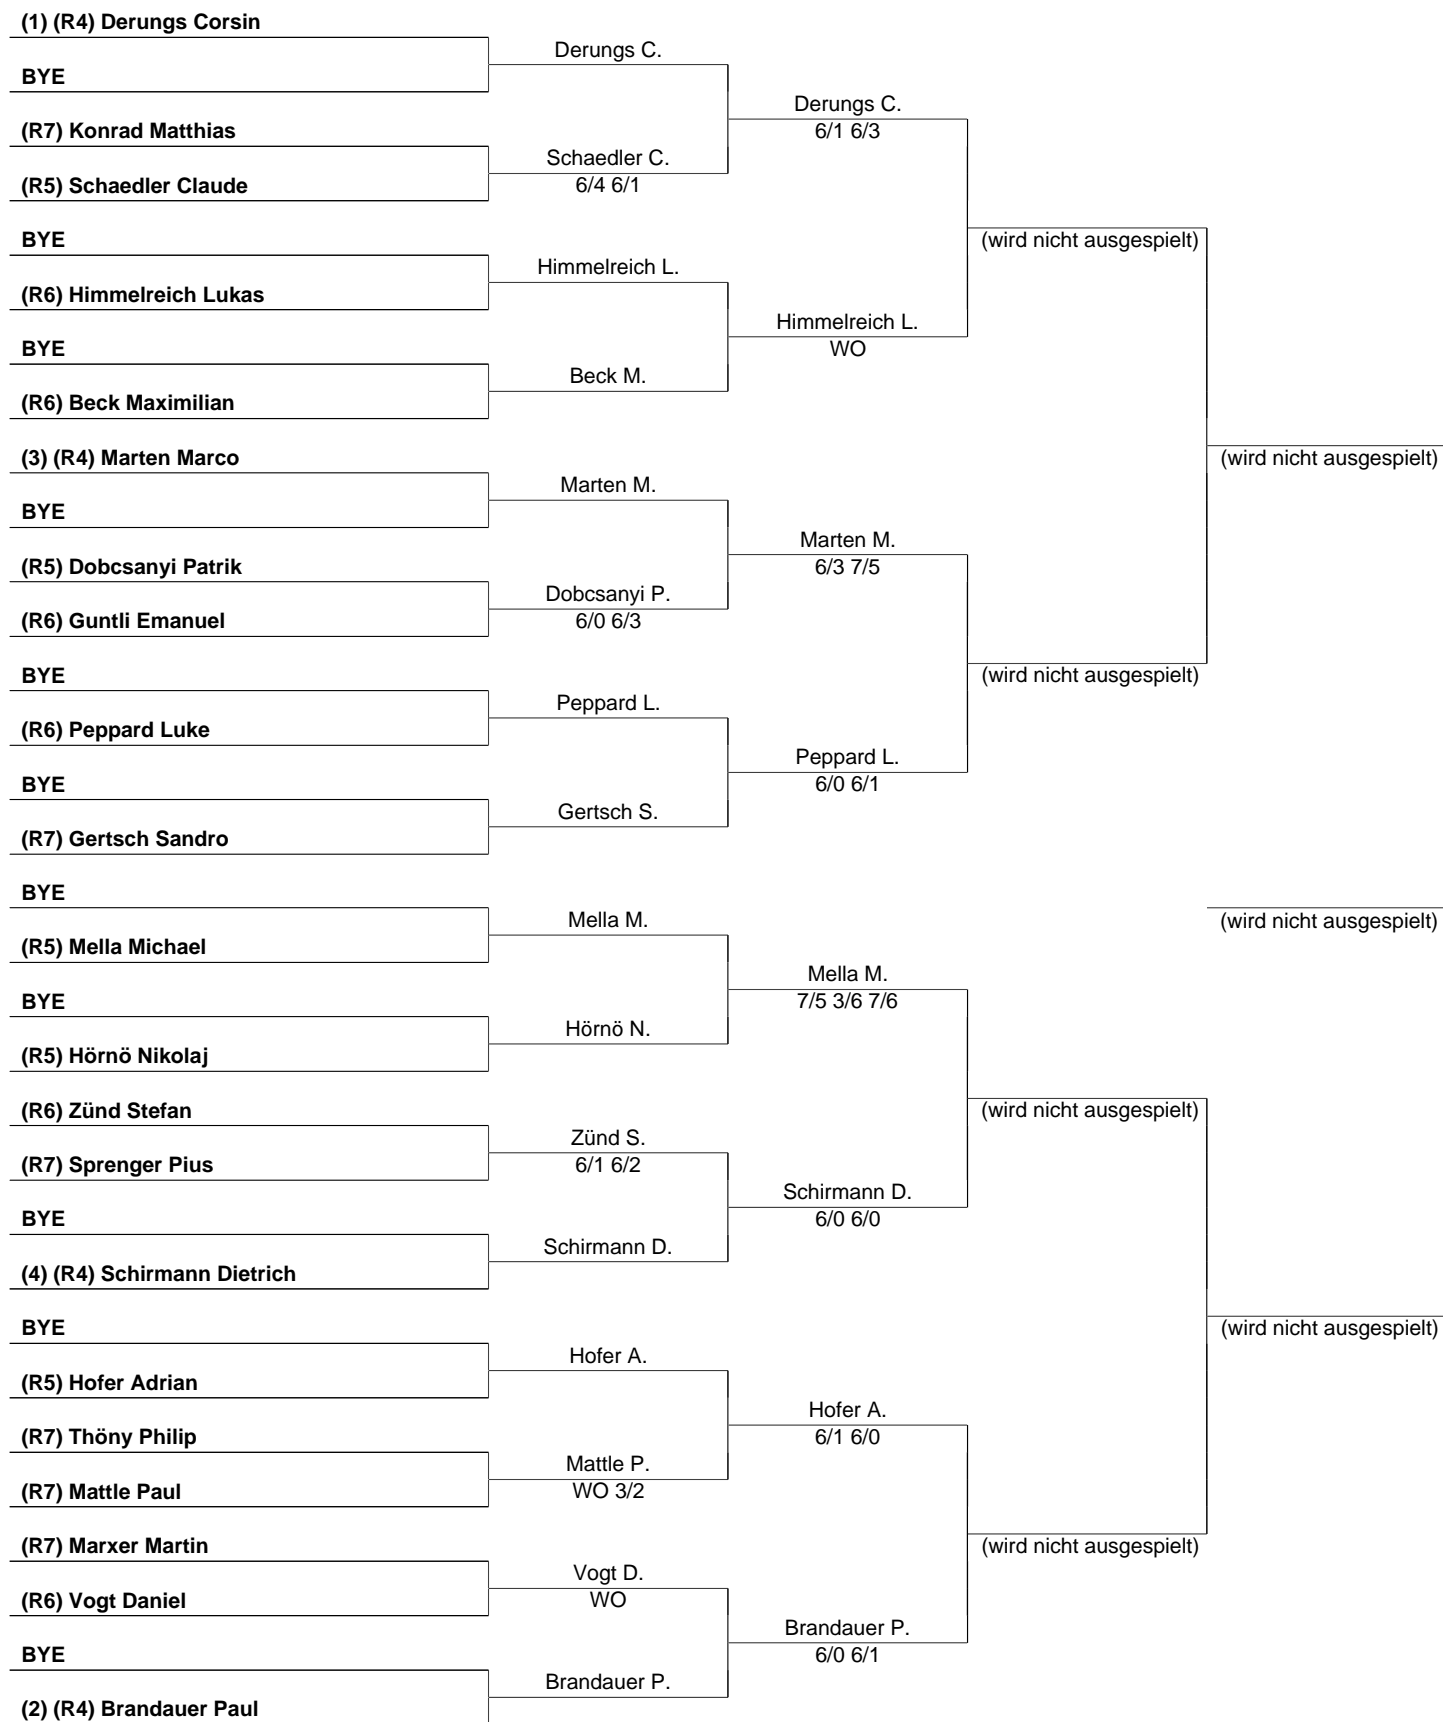 (1) (R4) Derungs Corsin
BYE
(R7) Konrad Matthias
(R5) Schaedler Claude
BYE
(R6) Himmelreich Lukas
BYE
(R6) Beck Maximilian
(3) (R4) Marten Marco
BYE
(R5) Dobcsanyi Patrik
(R6) Guntli Emanuel
BYE
(R6) Peppard Luke
BYE
(R7) Gertsch Sandro
BYE
(R5) Mella Michael
BYE
(R5) Hörnö Nikolaj
(R6) Zünd Stefan
(R7) Sprenger Pius
BYE
(4) (R4) Schirmann Dietrich
BYE
(R5) Hofer Adrian
(R7) Thöny Philip
(R7) Mattle Paul
(R7) Marxer Martin
(R6) Vogt Daniel
BYE
(2) (R4) Brandauer Paul
Derungs C.
Schaedler C.
6/4 6/1
Himmelreich L.
Beck M.
Marten M.
Dobcsanyi P.
6/0 6/3
Peppard L.
Gertsch S.
Mella M.
Hörnö N.
Zünd S.
6/1 6/2
Schirmann D.
Hofer A.
Mattle P.
WO 3/2
Vogt D.
WO
Brandauer P.
Derungs C.
6/1 6/3
Himmelreich L.
WO
Marten M.
6/3 7/5
Peppard L.
6/0 6/1
Mella M.
7/5 3/6 7/6
Schirmann D.
6/0 6/0
Hofer A.
6/1 6/0
Brandauer P.
6/0 6/1
(wird nicht ausgespielt)
(wird nicht ausgespielt)
(wird nicht ausgespielt)
(wird nicht ausgespielt)
(wird nicht ausgespielt)
(wird nicht ausgespielt)
(wird nicht ausgespielt)